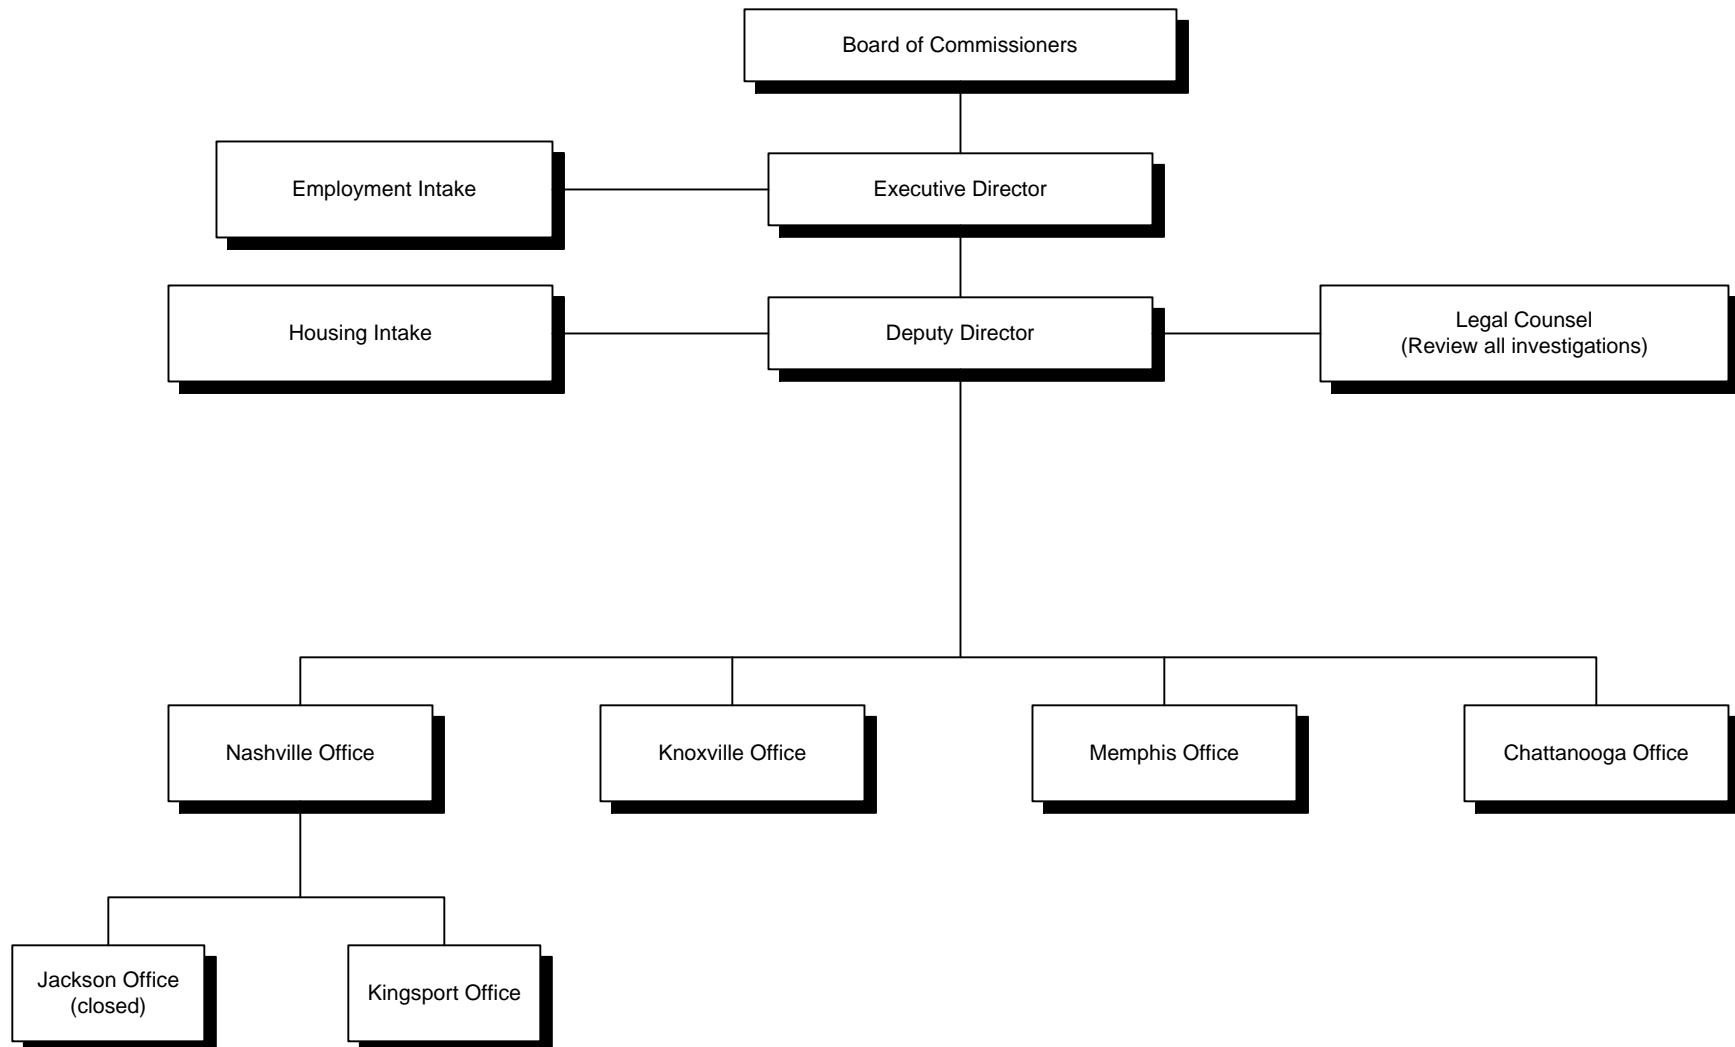 Board of Commissioners
Employment Intake
Executive Director
Housing Intake
Deputy Director
Legal Counsel
(Review all investigations)
Nashville Office
Knoxville Office
Memphis Office
Chattanooga Office
Jackson Office
(closed)
Kingsport Office